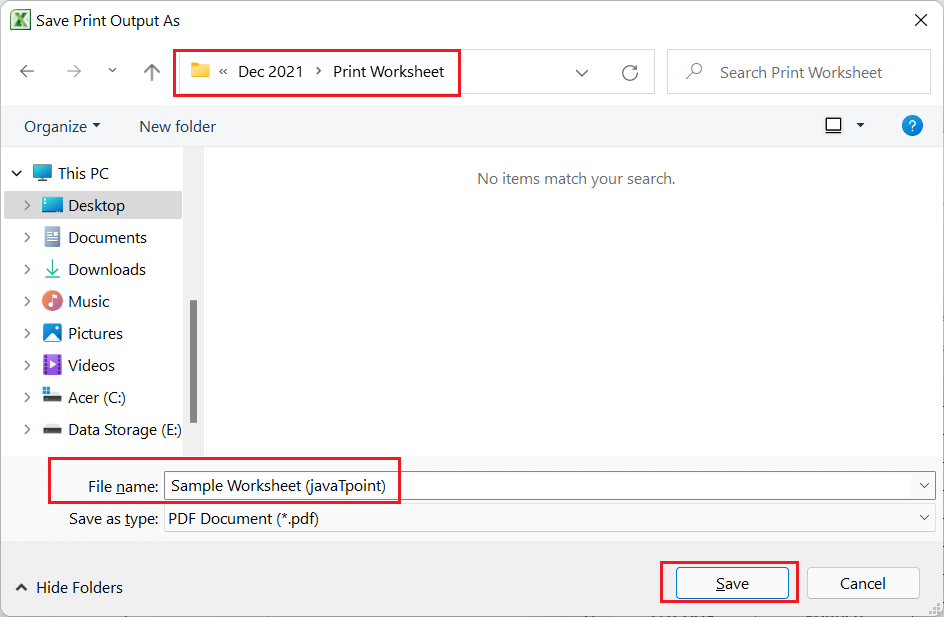 Save Print Output As
« Dec 2021 > Print Worksheet
Search Print Worksheet
Organize
New folder
?
This PC
No items match your search.
Desktop
Documents
Downloads
Music
Pictures
Videos
Acer (C:)
Data Storage (E:)
File name: Sample Worksheet (javaTpoint)
Save as type: PDF Document (*.pdf)
Hide Folders
Save
Cancel